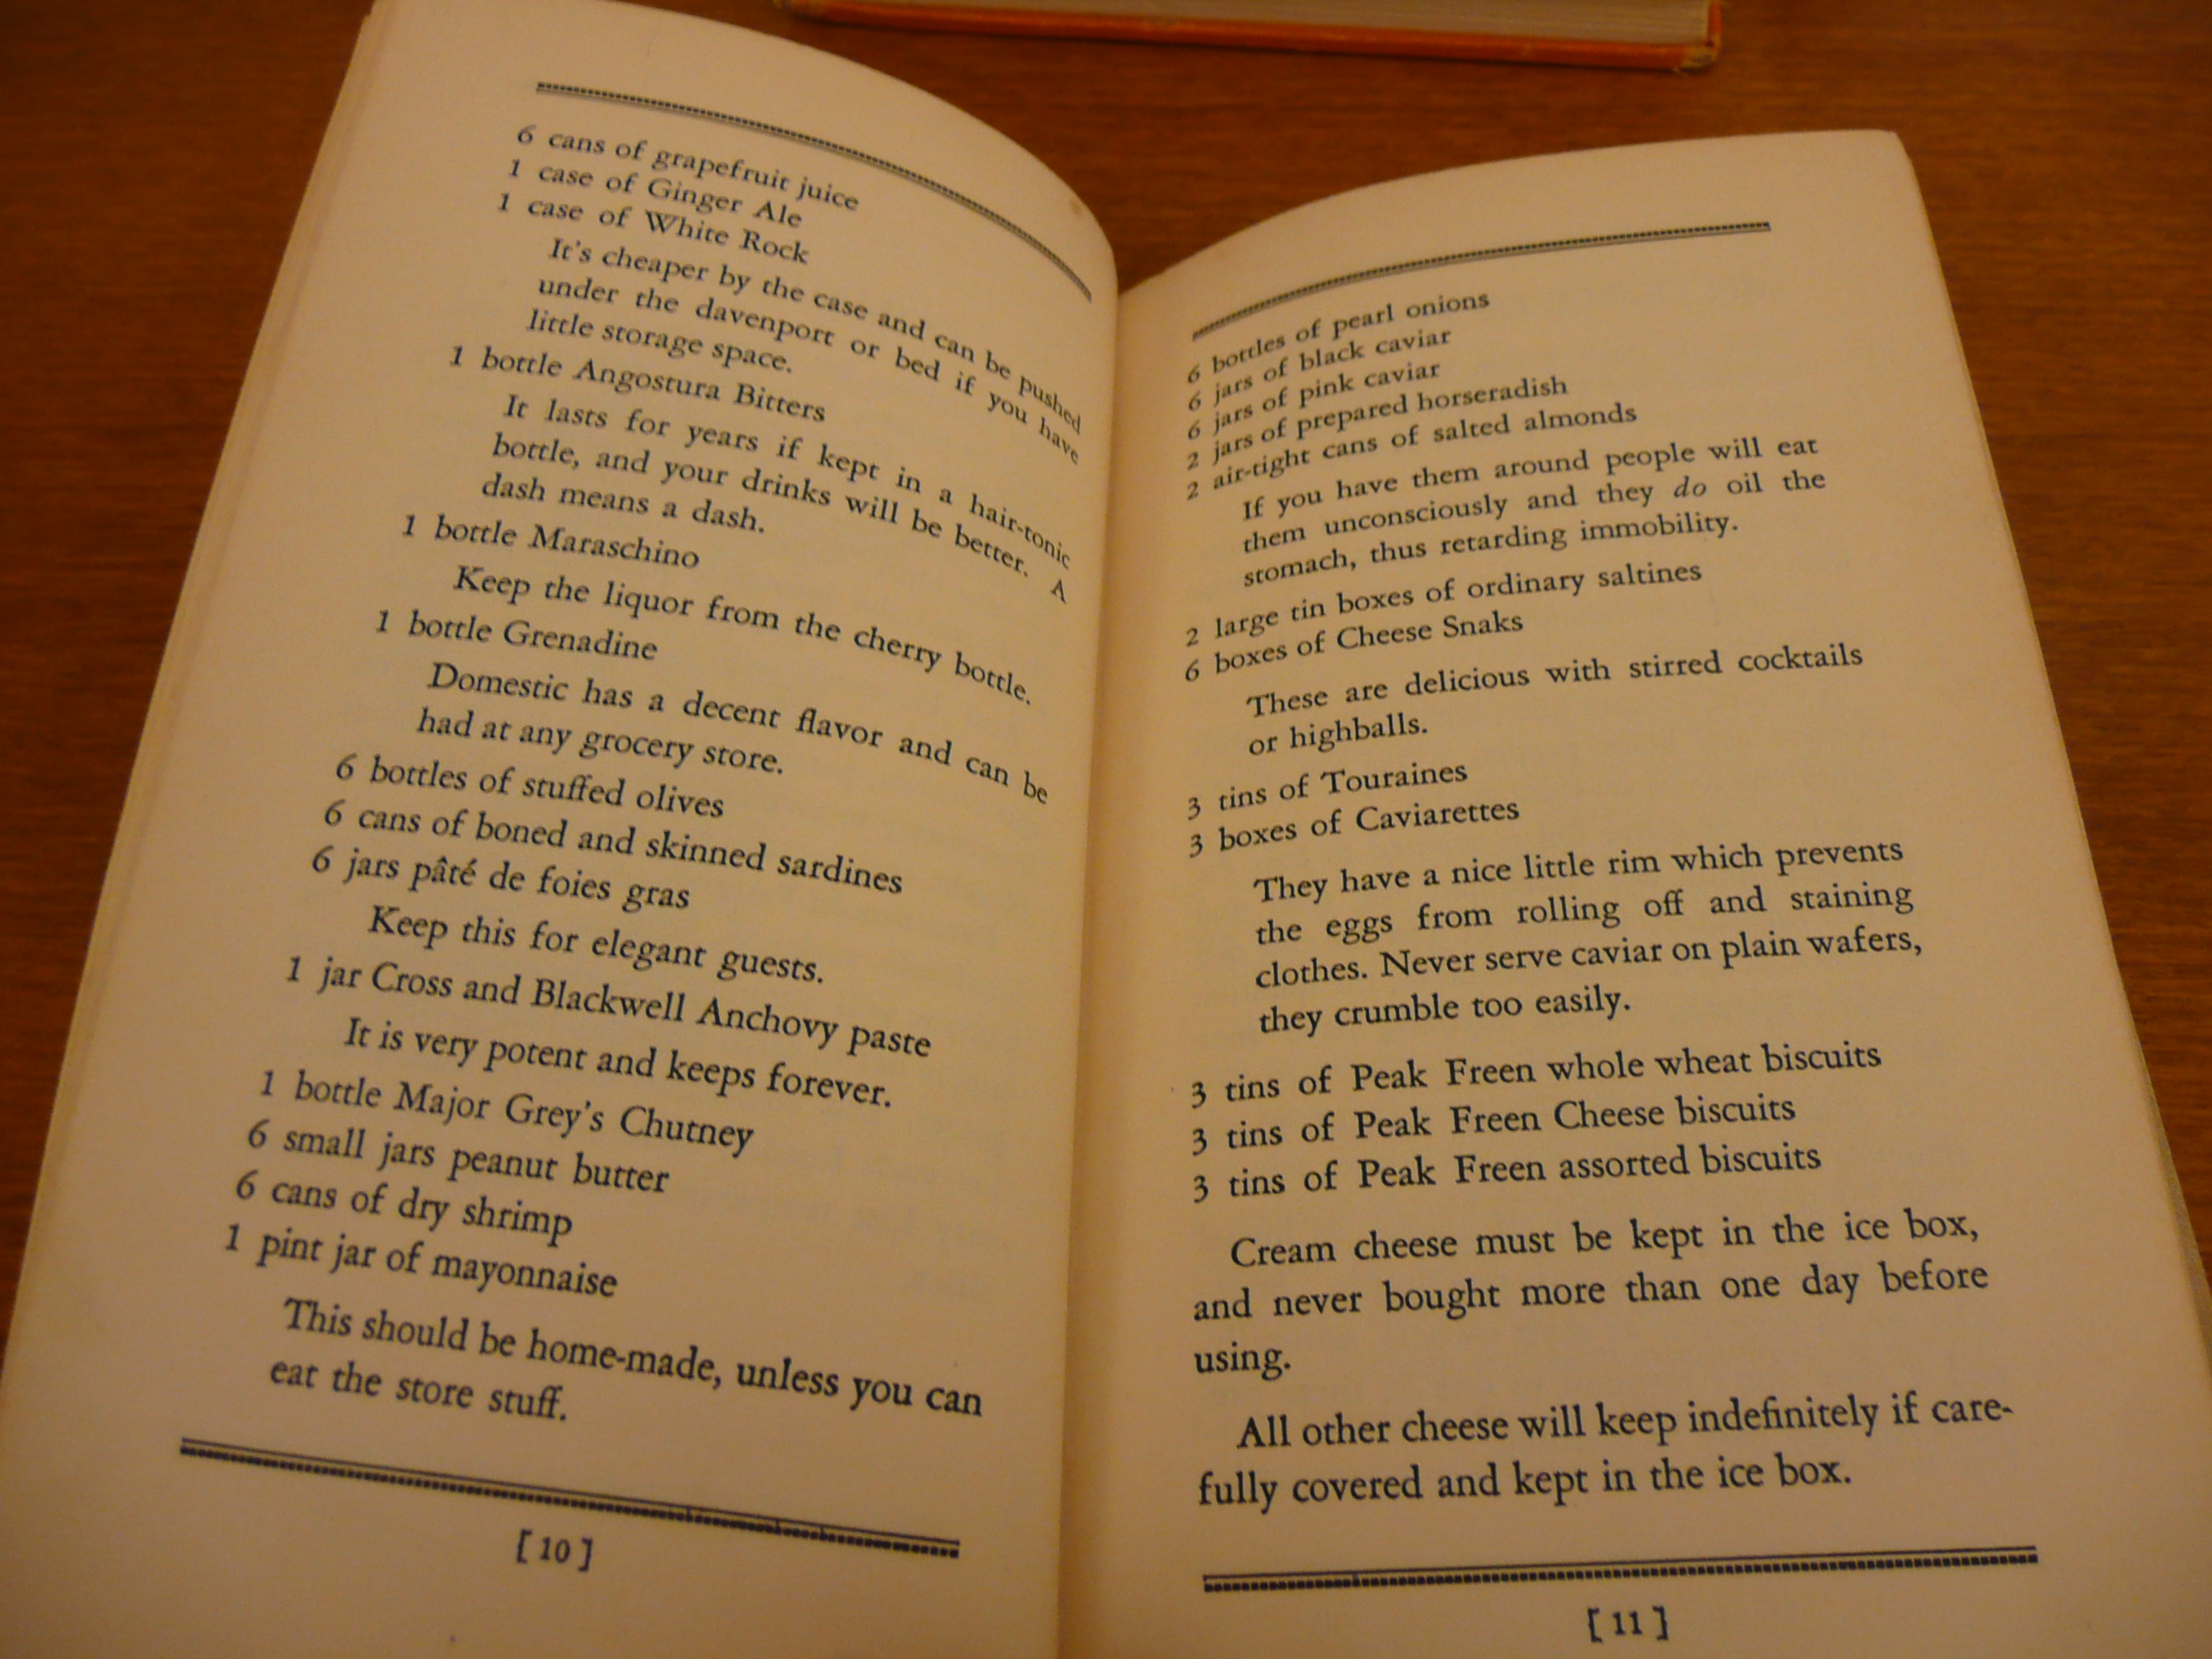 6 cans of grapefruit juice
1 case of Ginger Ale
1 case of White Rock
It's cheaper by the case and can be pushed
under the davenport or bed if you have
little storage space.
1 bottle Angostura Bitters
It lasts for years if kept in a hair-tonic
bottle, and your drinks will be better. A
dash means a dash.
1 bottle Maraschino
Keep the liquor from the cherry bottle.
1 bottle Grenadine
Domestic has a decent flavor and can be
had at any grocery store.
6 bottles of stuffed olives
6 cans of boned and skinned sardines
6 jars pâté de foies gras
Keep this for elegant guests.
1 jar Cross and Blackwell Anchovy paste
It is very potent and keeps forever.
1 bottle Major Grey's Chutney
6 small jars peanut butter
6 cans of dry shrimp
1 pint jar of mayonnaise
This should be home-made, unless you can
eat the store stuff.
[ 10 ]
6 bottles of pearl onions
6 jars of black caviar
6 jars of pink caviar
2 jars of prepared horseradish
2 air-tight cans of salted almonds
If you have them around people will eat
them unconsciously and they do oil the
stomach, thus retarding immobility.
2 large tin boxes of ordinary saltines
6 boxes of Cheese Snaks
These are delicious with stirred cocktails
or highballs.
3 tins of Touraines
3 boxes of Caviarettes
They have a nice little rim which prevents
the eggs from rolling off and staining
clothes. Never serve caviar on plain wafers,
they crumble too easily.
3 tins of Peak Freen whole wheat biscuits
3 tins of Peak Freen Cheese biscuits
3 tins of Peak Freen assorted biscuits
Cream cheese must be kept in the ice box,
and never bought more than one day before
using.
All other cheese will keep indefinitely if care-
fully covered and kept in the ice box.
[ 11 ]